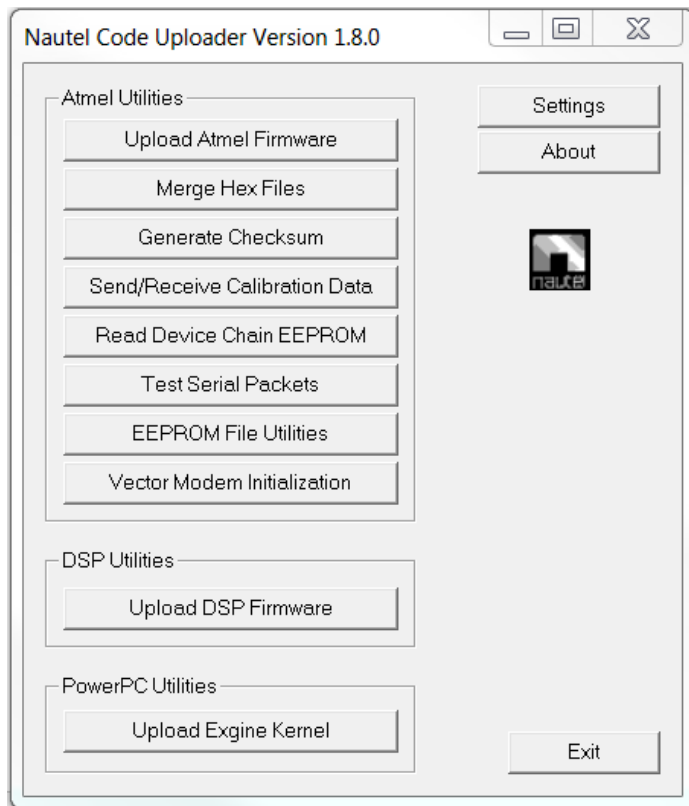 Nautel Code Uploader Version 1.8.0
Atmel Utilities
Upload Atmel Firmware
Merge Hex Files
Generate Checksum
Send/Receive Calibration Data
Read Device Chain EEPROM
Test Serial Packets
EEPROM File Utilities
Vector Modem Initialization
Settings
About
nautel
DSP Utilities
Upload DSP Firmware
PowerPC Utilities
Upload Exgine Kernel
Exit